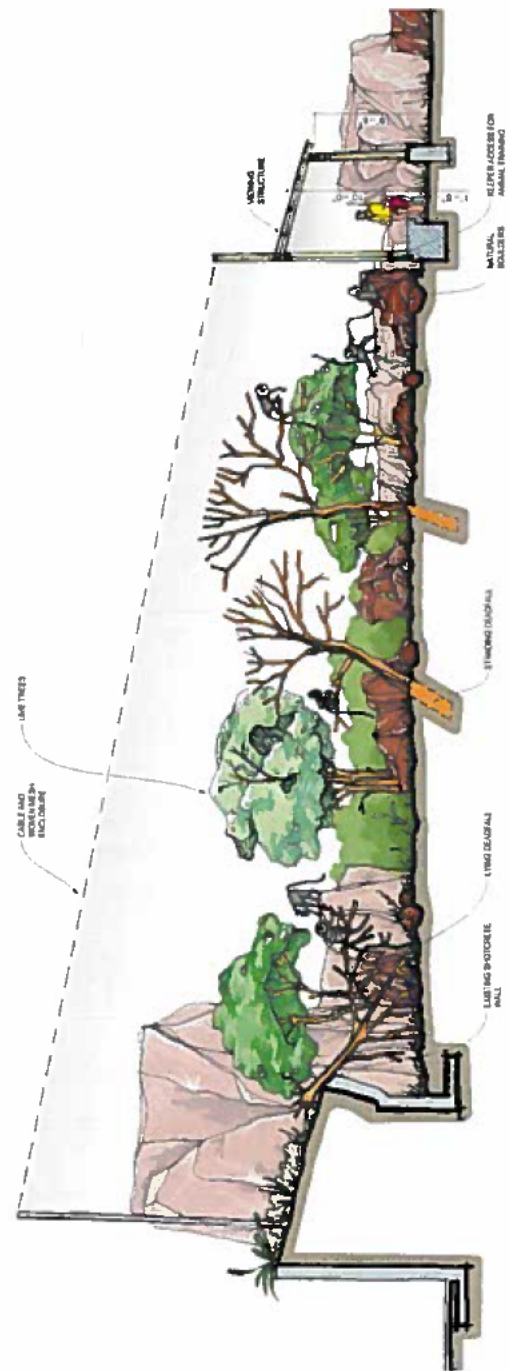 CABLE AND
WOVEN MESH
ENCLOSURE
LIVE TREES
VIEWING
STRUCTURE
EXISTING SHOTCRETE
WALL
LYING DEADFALL
STANDING DEADFALL
NATURAL
BOULDERS
KEEPER ACCESS FOR
ANIMAL TRAINING